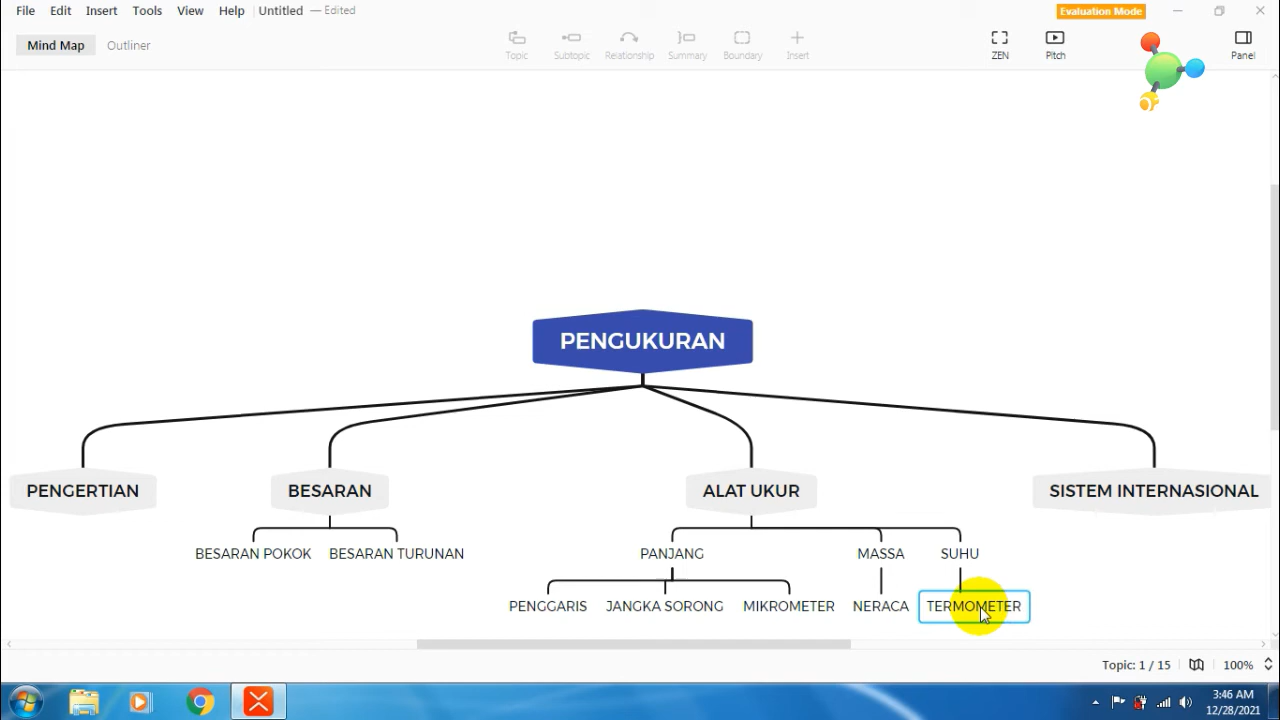 File Edit Insert Tools View Help Untitled — Edited Evaluation Mode
Mind Map Outliner
Topic Subtopic Relationship Summary Boundary Insert ZEN Pitch Panel
PENGUKURAN
PENGERTIAN BESARAN ALAT UKUR SISTEM INTERNASIONAL
BESARAN POKOK BESARAN TURUNAN PANJANG MASSA SUHU
PENGGARIS JANGKA SORONG MIKROMETER NERACA TERMOMETER
Topic: 1 / 15 100%
3:46 AM
12/28/2021